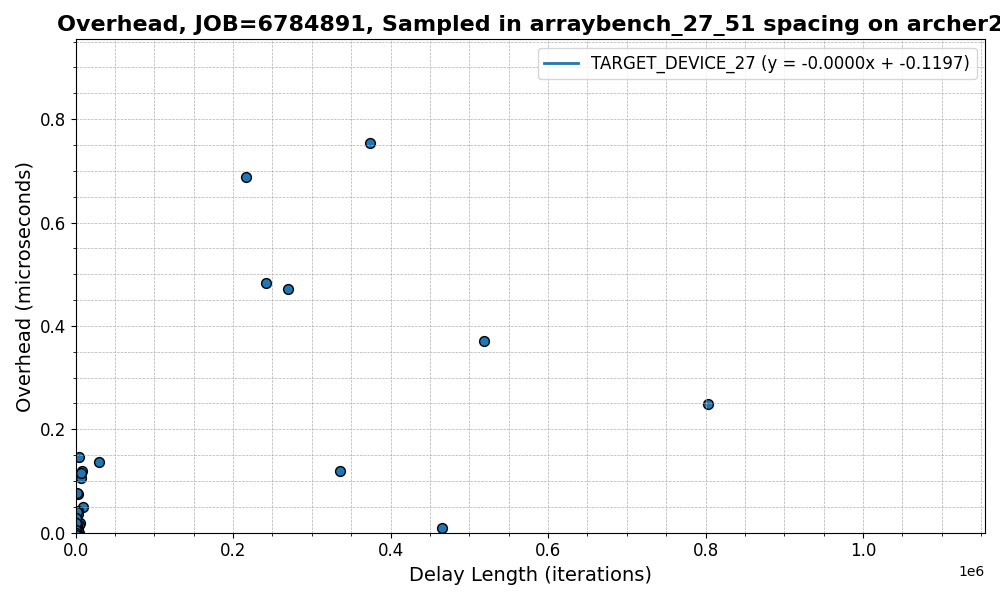 Overhead, JOB=6784891, Sampled in arraybench_27_51 spacing on archer2
TARGET_DEVICE_27 (y = -0.0000x + -0.1197)
Overhead (microseconds)
0.8
0.6
0.4
0.2
0.0
0.0 0.2 0.4 0.6 0.8 1.0
1e6
Delay Length (iterations)